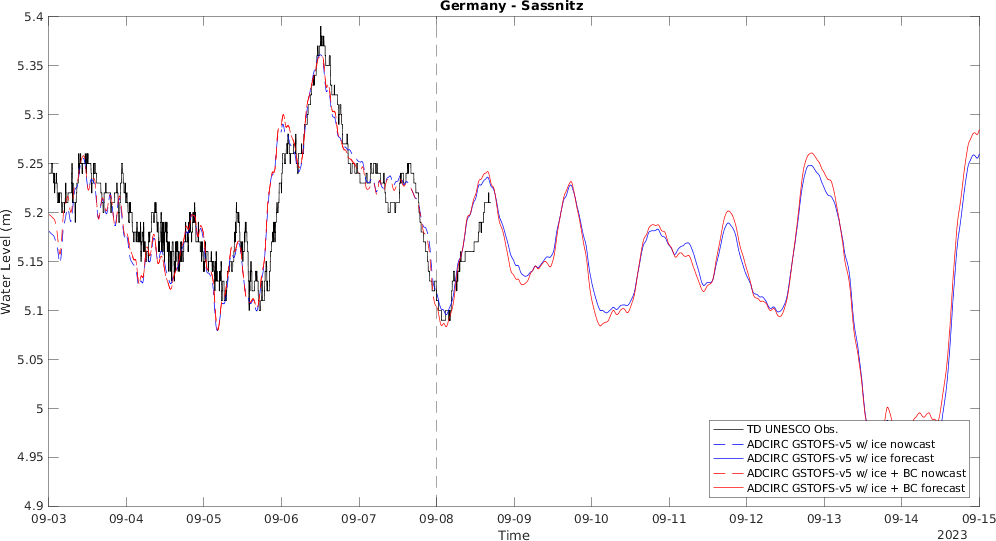 Germany - Sassnitz
5.4
5.35
5.3
5.25
5.2
5.15
5.1
5.05
5
4.95
4.9
Water Level (m)
TD UNESCO Obs.
ADCIRC GSTOFS-v5 w/ ice nowcast
ADCIRC GSTOFS-v5 w/ ice forecast
ADCIRC GSTOFS-v5 w/ ice + BC nowcast
ADCIRC GSTOFS-v5 w/ ice + BC forecast
09-03 09-04 09-05 09-06 09-07 09-08 09-09 09-10 09-11 09-12 09-13 09-14 09-15
Time
2023